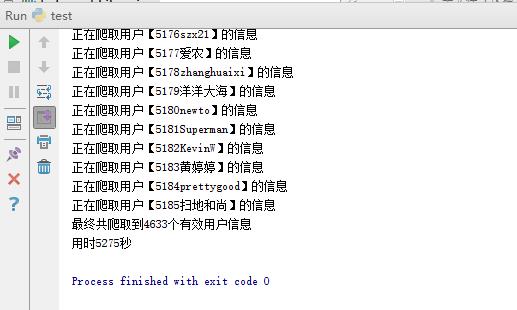 Run test
正在爬取用户【5176szx21】的信息
正在爬取用户【5177爱农】的信息
正在爬取用户【5178zhanghuaixi】的信息
正在爬取用户【5179洋洋大海】的信息
正在爬取用户【5180newto】的信息
正在爬取用户【5181Superman】的信息
正在爬取用户【5182KevinW】的信息
正在爬取用户【5183黄婷婷】的信息
正在爬取用户【5184prettygood】的信息
正在爬取用户【5185扫地和尚】的信息
最终共爬取到4633个有效用户信息
用时5275秒
Process finished with exit code 0